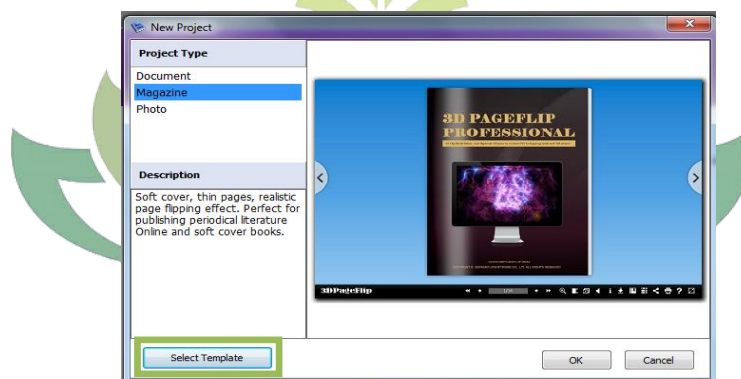 New Project
Project Type
Document
Magazine
Photo
Description
Soft cover, thin pages, realistic
page flipping effect. Perfect for
publishing periodical literature
Online and soft cover books.
3D PAGEFLIP
PROFESSIONAL
3DPageFlip
Select Template
OK
Cancel